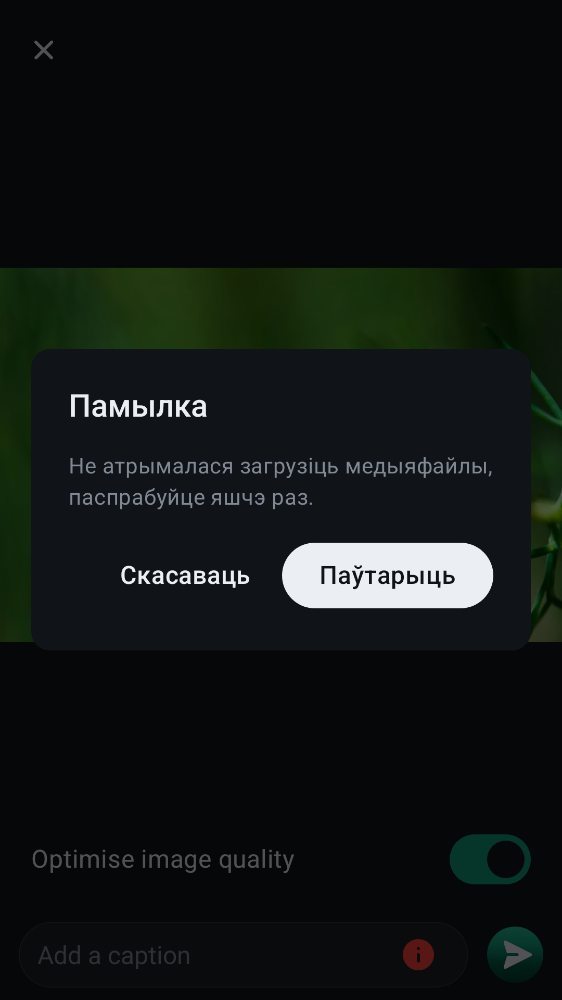 Памылка
Не атрымалася загрузіць медыяфайлы,
паспрабуйце яшчэ раз.
Скасаваць
Паўтарыць
Optimise image quality
Add a caption